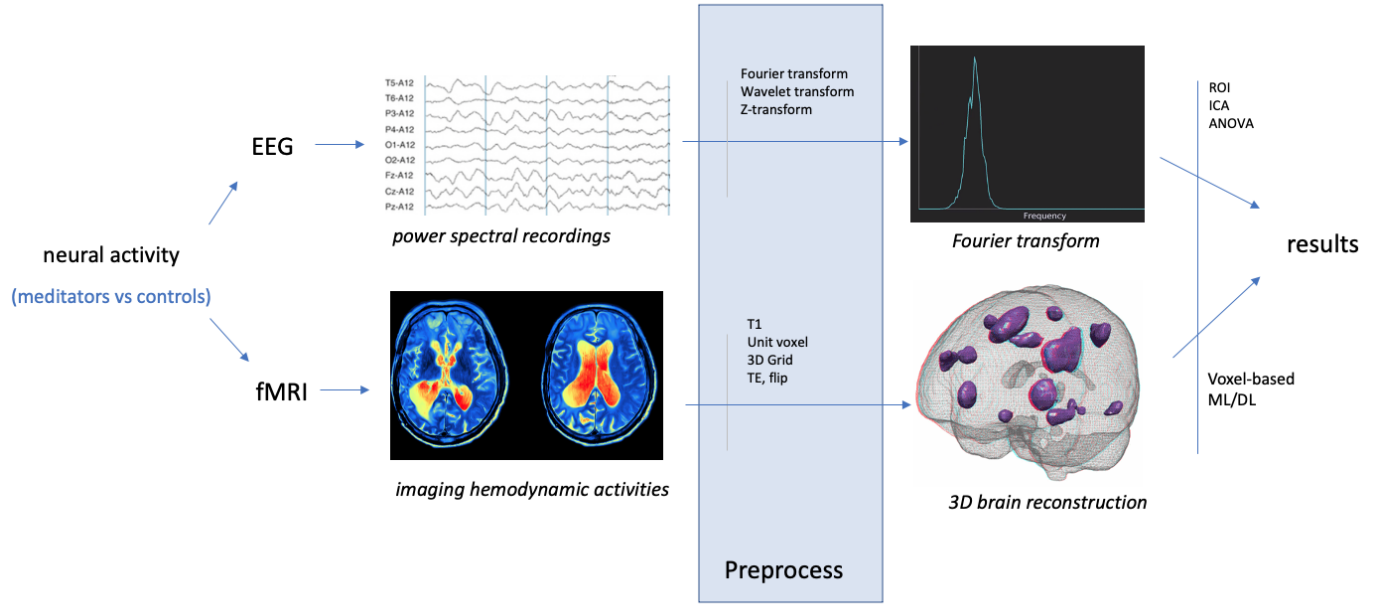 neural activity
(meditators vs controls)
EEG
T5-A12
T6-A12
P3-A12
P4-A12
O1-A12
O2-A12
Fz-A12
Cz-A12
Pz-A12
power spectral recordings
Fourier transform
Wavelet transform
Z-transform
Frequency
Fourier transform
ROI
ICA
ANOVA
fMRI
imaging hemodynamic activities
T1
Unit voxel
3D Grid
TE, flip
Preprocess
3D brain reconstruction
Voxel-based
ML/DL
results